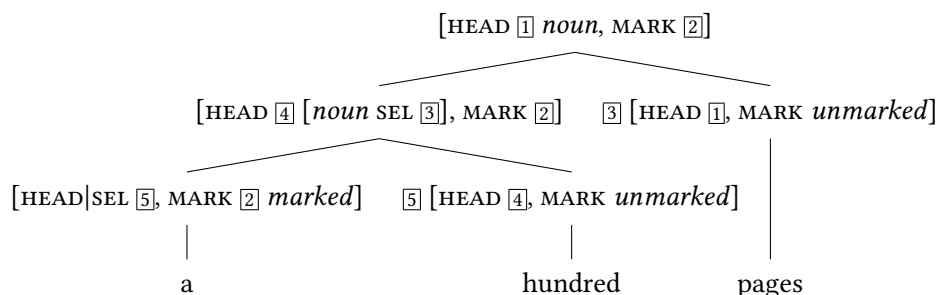 [HEAD 1 noun, MARK 2]
[HEAD 4 [noun SEL 3], MARK 2] 3 [HEAD 1, MARK unmarked]
[HEAD|SEL 5, MARK 2 marked] 5 [HEAD 4, MARK unmarked]
a hundred pages